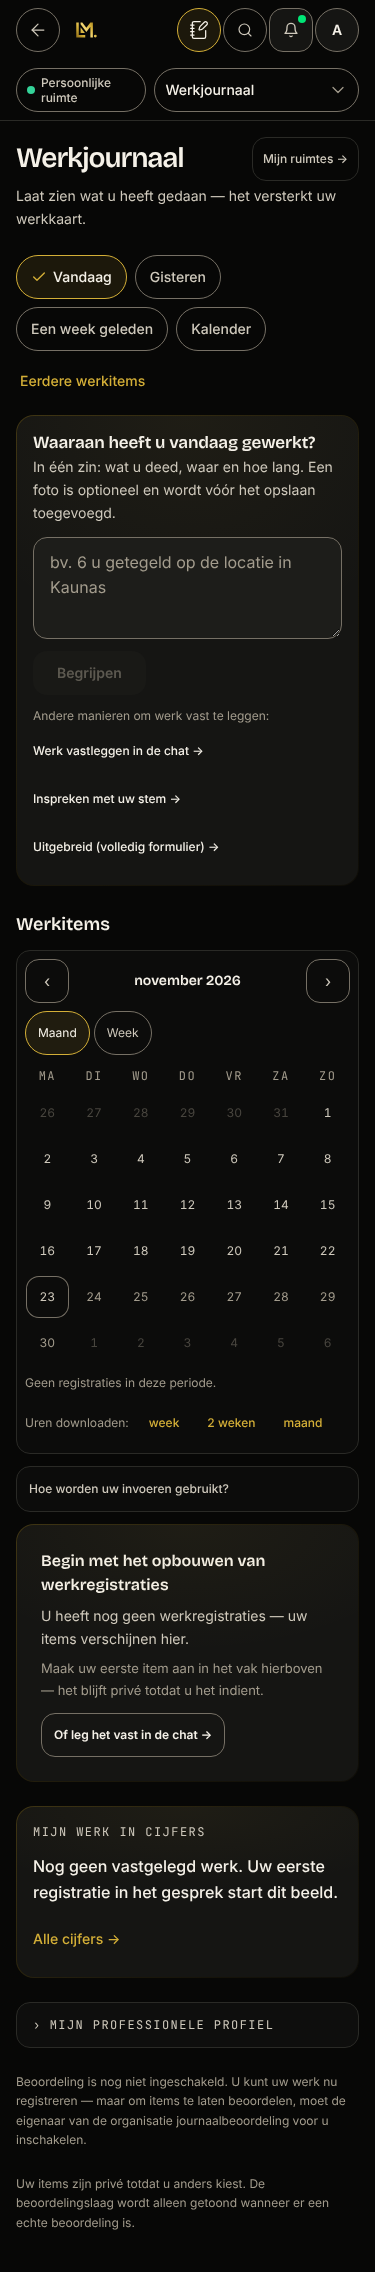 LM.
A
Persoonlijke
ruimte
Werkjournaal
Werkjournaal
Mijn ruimtes →
Laat zien wat u heeft gedaan — het versterkt uw
werkkaart.
Vandaag
Gisteren
Een week geleden
Kalender
Eerdere werkitems
Waaraan heeft u vandaag gewerkt?
In één zin: wat u deed, waar en hoe lang. Een
foto is optioneel en wordt vóór het opslaan
toegevoegd.
bv. 6 u getegeld op de locatie in
Kaunas
Begrijpen
Andere manieren om werk vast te leggen:
Werk vastleggen in de chat →
Inspreken met uw stem →
Uitgebreid (volledig formulier) →
Werkitems
‹ november 2026 ›
Maand Week
MA DI WO DO VR ZA ZO
26 27 28 29 30 31 1
2 3 4 5 6 7 8
9 10 11 12 13 14 15
16 17 18 19 20 21 22
23 24 25 26 27 28 29
30 1 2 3 4 5 6
Geen registraties in deze periode.
Uren downloaden: week 2 weken maand
Hoe worden uw invoeren gebruikt?
Begin met het opbouwen van
werkregistraties
U heeft nog geen werkregistraties — uw
items verschijnen hier.
Maak uw eerste item aan in het vak hierboven
— het blijft privé totdat u het indient.
Of leg het vast in de chat →
MIJN WERK IN CIJFERS
Nog geen vastgelegd werk. Uw eerste
registratie in het gesprek start dit beeld.
Alle cijfers →
› MIJN PROFESSIONELE PROFIEL
Beoordeling is nog niet ingeschakeld. U kunt uw werk nu
registreren — maar om items te laten beoordelen, moet de
eigenaar van de organisatie journaalbeoordeling voor u
inschakelen.
Uw items zijn privé totdat u anders kiest. De
beoordelingslaag wordt alleen getoond wanneer er een
echte beoordeling is.